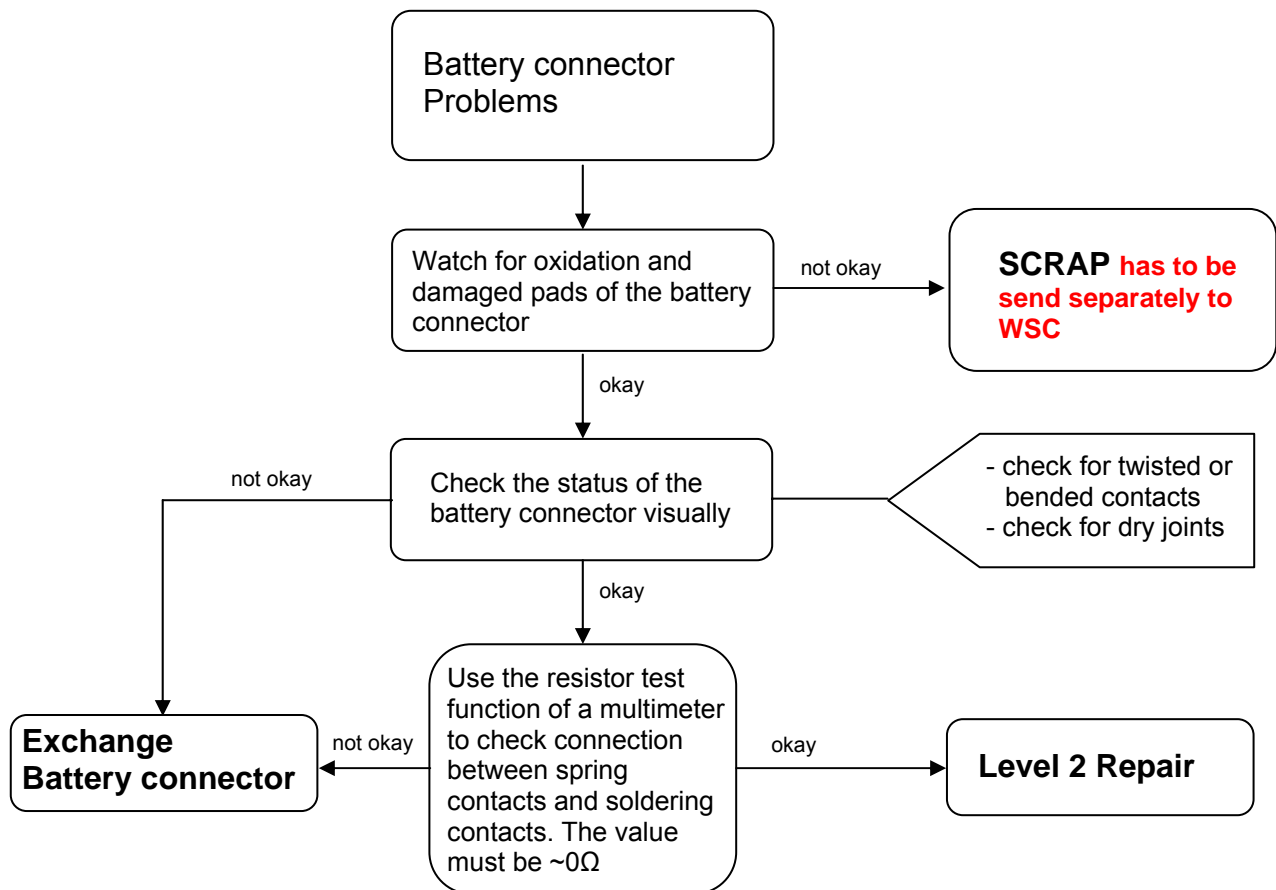 Battery connector
Problems
Watch for oxidation and
damaged pads of the battery
connector
not okay
SCRAP has to be
send separately to
WSC
okay
not okay
Check the status of the
battery connector visually
- check for twisted or
bended contacts
- check for dry joints
okay
Use the resistor test
function of a multimeter
to check connection
between spring
contacts and soldering
contacts. The value
must be ~0Ω
not okay
Exchange
Battery connector
okay
Level 2 Repair